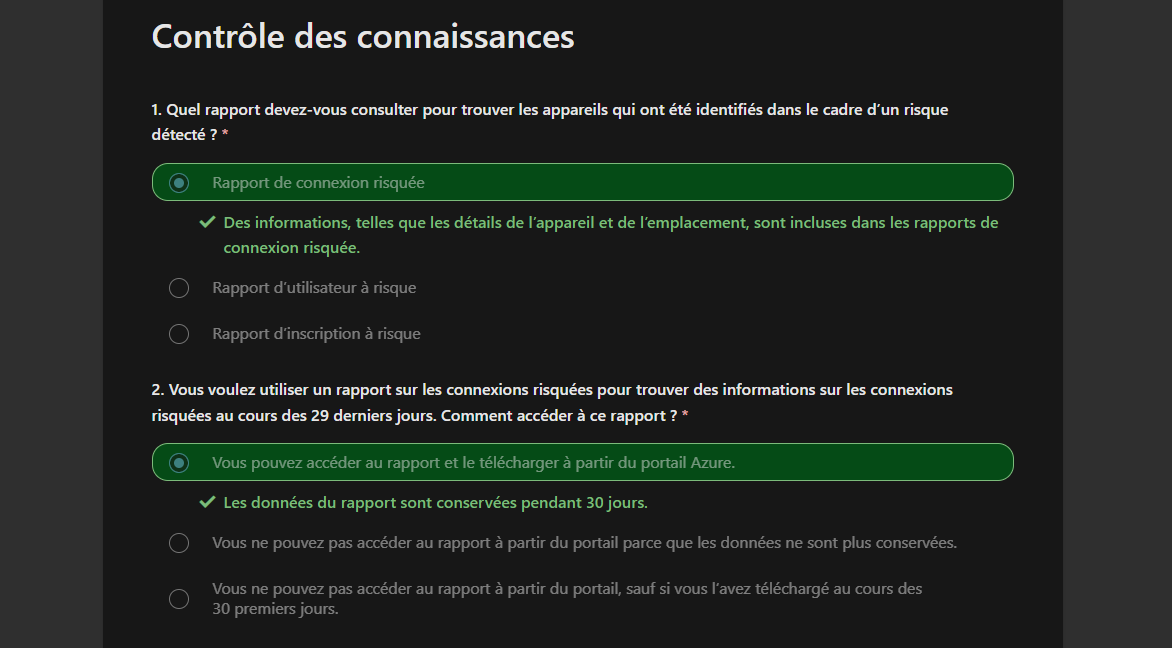 Contrôle des connaissances
1. Quel rapport devez-vous consulter pour trouver les appareils qui ont été identifiés dans le cadre d’un risque
détecté ? *
Rapport de connexion risquée
Des informations, telles que les détails de l’appareil et de l’emplacement, sont incluses dans les rapports de
connexion risquée.
Rapport d’utilisateur à risque
Rapport d’inscription à risque
2. Vous voulez utiliser un rapport sur les connexions risquées pour trouver des informations sur les connexions
risquées au cours des 29 derniers jours. Comment accéder à ce rapport ? *
Vous pouvez accéder au rapport et le télécharger à partir du portail Azure.
Les données du rapport sont conservées pendant 30 jours.
Vous ne pouvez pas accéder au rapport à partir du portail parce que les données ne sont plus conservées.
Vous ne pouvez pas accéder au rapport à partir du portail, sauf si vous l’avez téléchargé au cours des
30 premiers jours.